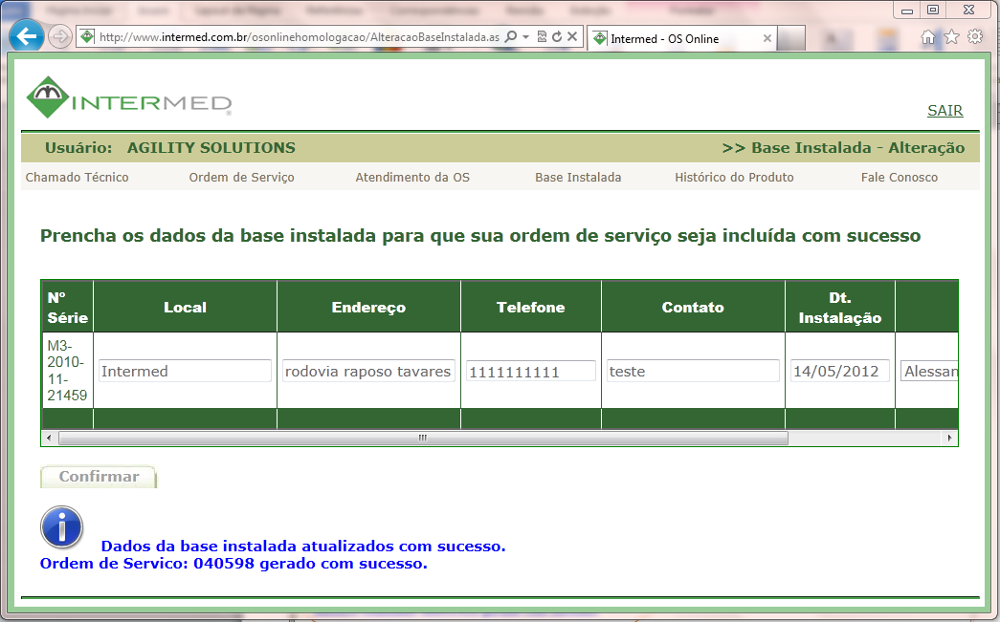 http://www.intermed.com.br/osonlinehomologacao/AlteracaoBaseInstalada.as
Intermed - OS Online
INTERMED
SAIR
Usuário: AGILITY SOLUTIONS
>> Base Instalada - Alteração
Chamado Técnico Ordem de Serviço Atendimento da OS Base Instalada Histórico do Produto Fale Conosco
Prencha os dados da base instalada para que sua ordem de serviço seja incluída com sucesso
Nº Série Local Endereço Telefone Contato Dt. Instalação
M3-2010-11-21459 Intermed rodovia raposo tavares 1111111111 teste 14/05/2012 Alessan
Confirmar
Dados da base instalada atualizados com sucesso.
Ordem de Servico: 040598 gerado com sucesso.